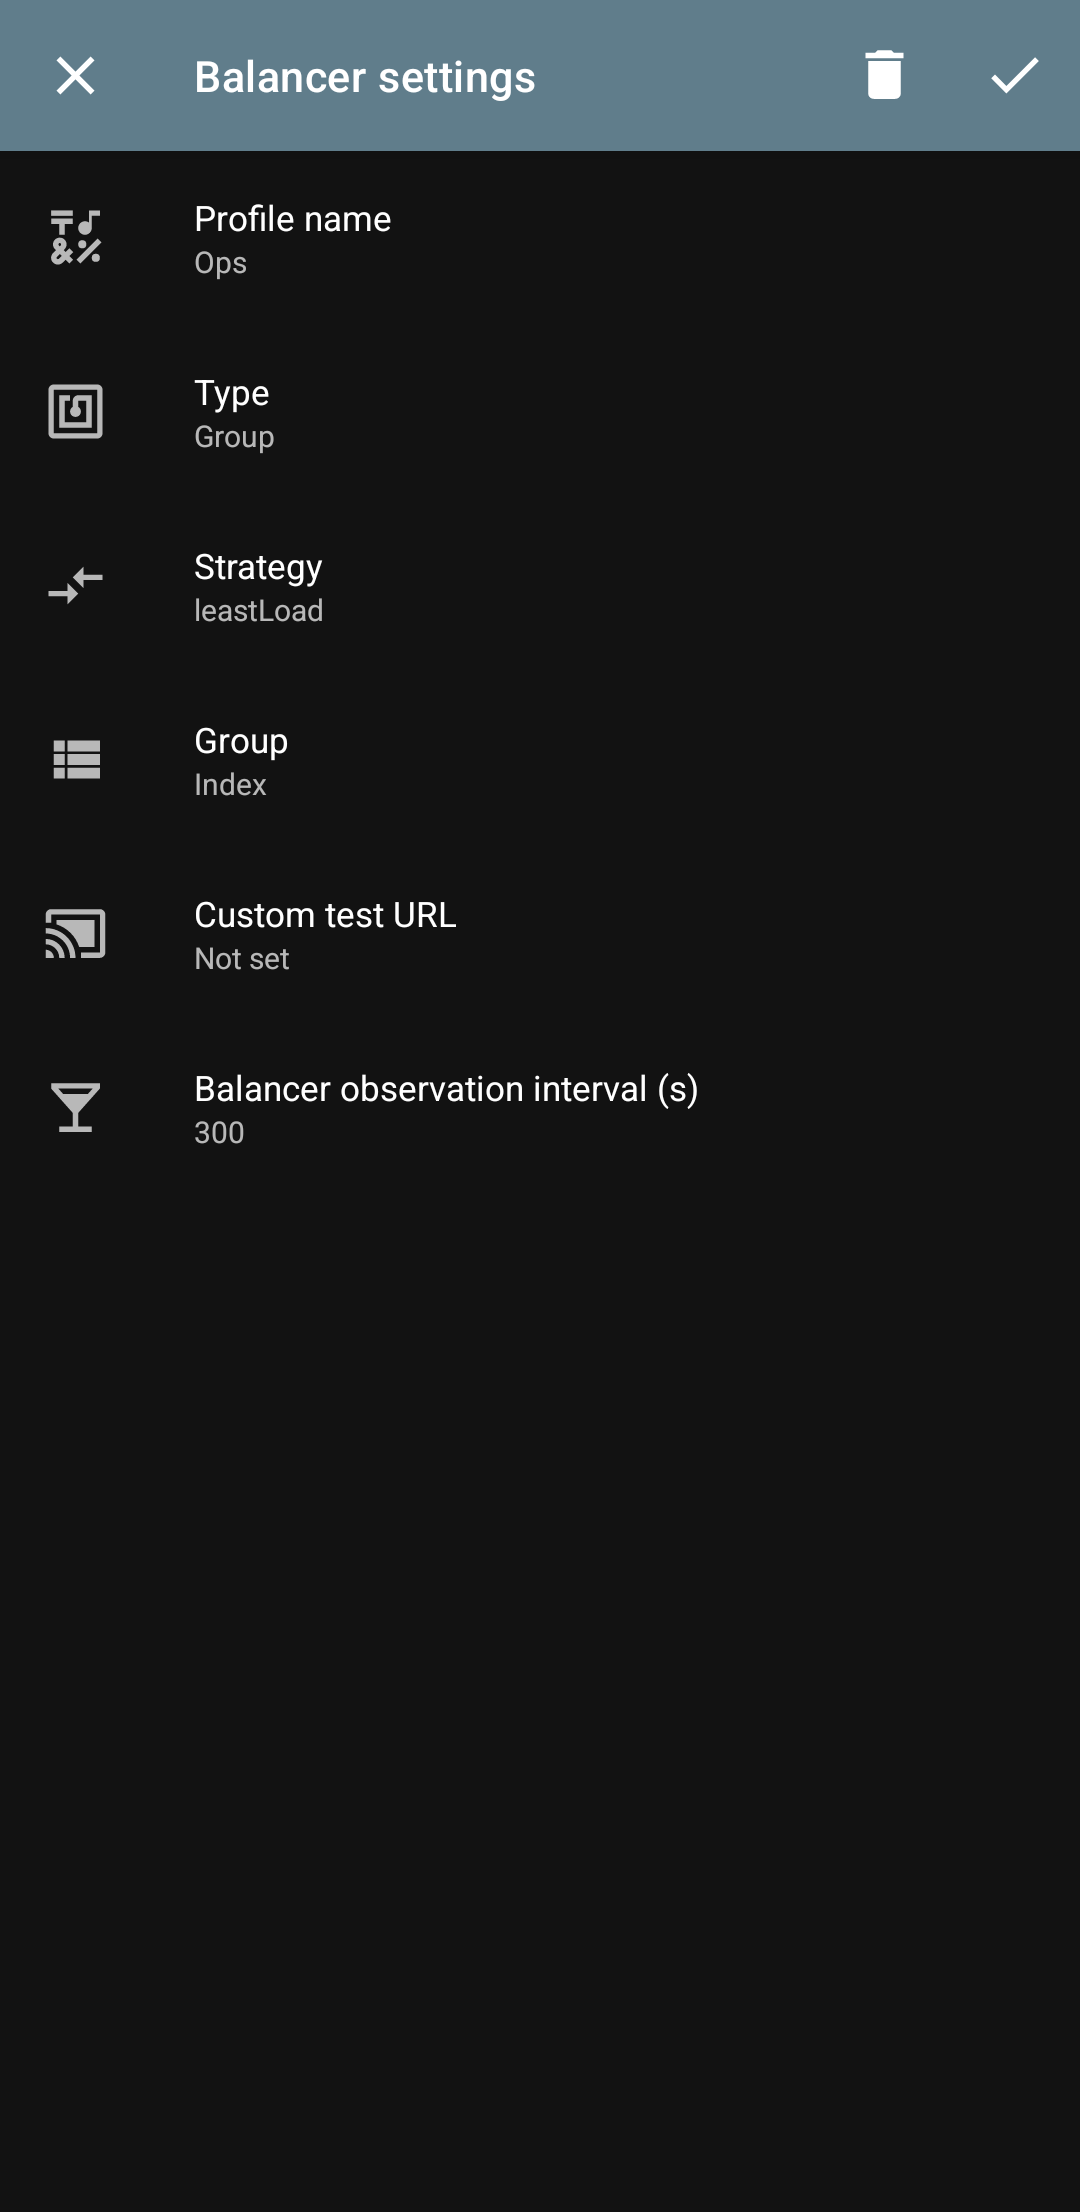 Balancer settings
Profile name
Ops
Type
Group
Strategy
leastLoad
Group
Index
Custom test URL
Not set
Balancer observation interval (s)
300